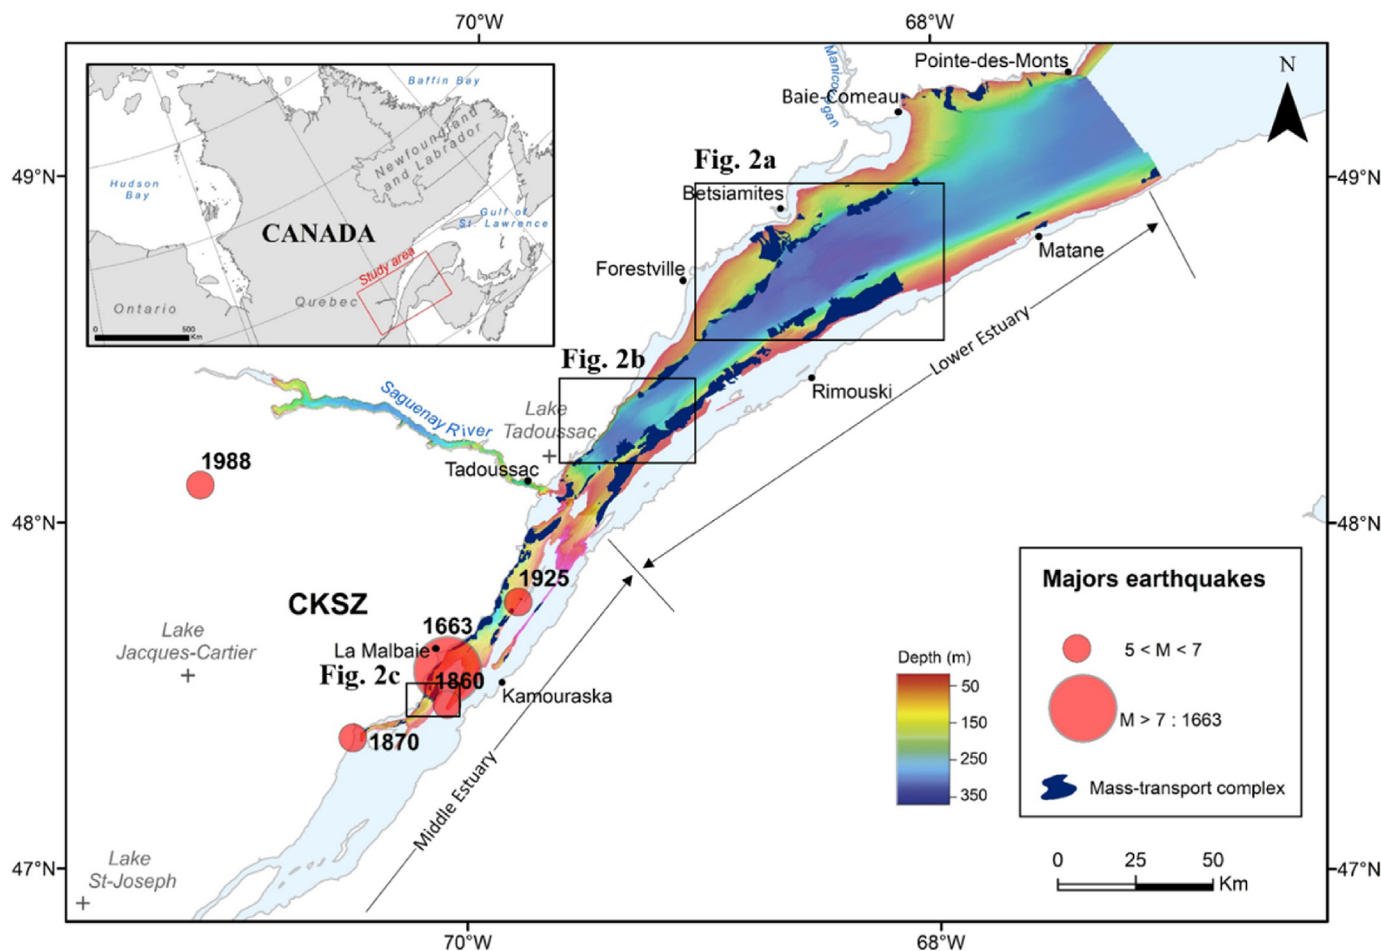 70°W
68°W
Baffin Bay
Newfoundland
and Labrador
Hudson
Bay
Gulf of
St. Lawrence
CANADA
Study area
Ontario
Quebec
0
500
Km
Manicouagan
Pointe-des-Monts
Baie-Comeau
N
49°N
49°N
Fig. 2a
Betsiamites
Matane
Forestville
Lower Estuary
Fig. 2b
Rimouski
Saguenay River
Lake
Tadoussac
Tadoussac
1988
48°N
48°N
1925
CKSZ
1663
La Malbaie
Lake
Jacques-Cartier
Fig. 2c
1860
Kamouraska
1870
Middle Estuary
Majors earthquakes
5 < M < 7
M > 7 : 1663
Mass-transport complex
Depth (m)
50
150
250
350
0
25
50
Km
Lake
St-Joseph
47°N
47°N
70°W
68°W